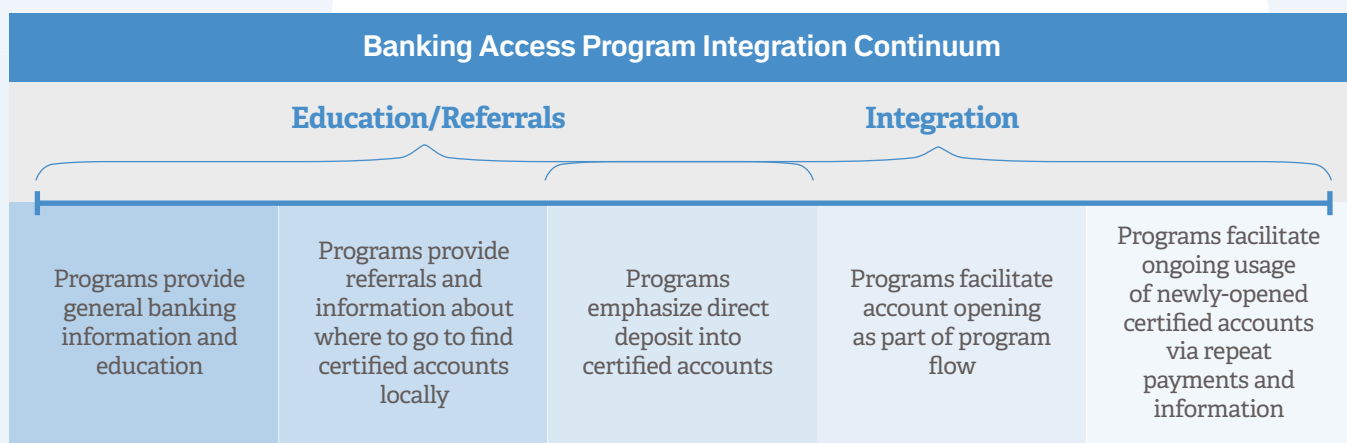 Banking Access Program Integration Continuum
Education/Referrals
Integration
Programs provide
general banking
information and
education
Programs provide
referrals and
information about
where to go to find
certified accounts
locally
Programs
emphasize direct
deposit into
certified accounts
Programs facilitate
account opening
as part of program
flow
Programs facilitate
ongoing usage
of newly-opened
certified accounts
via repeat
payments and
information